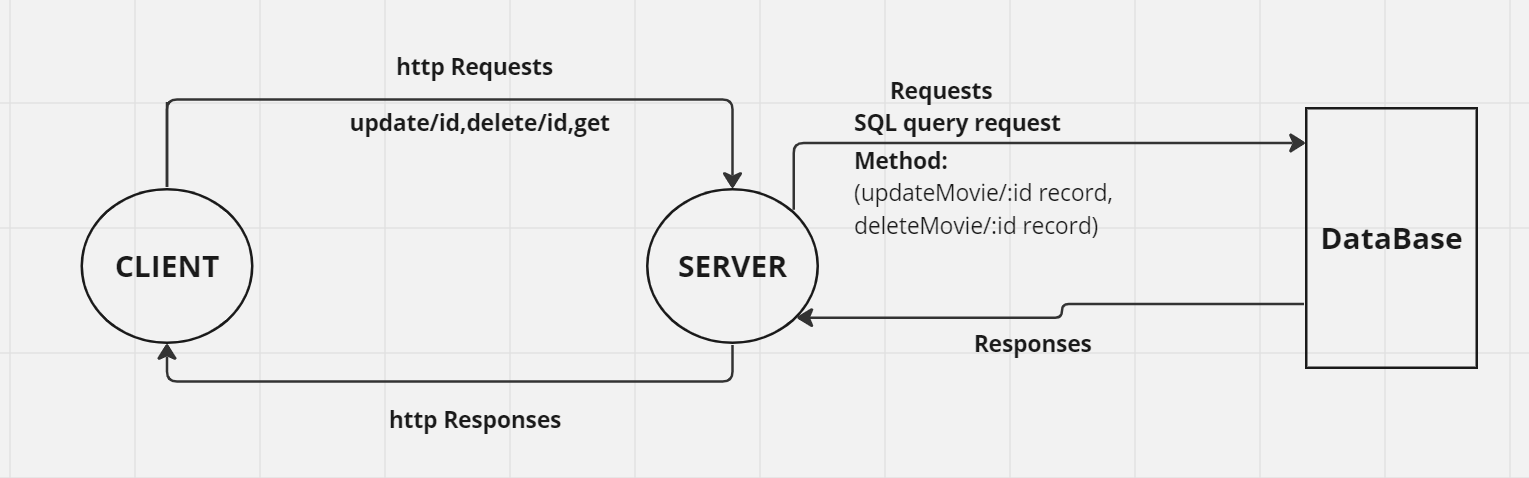 http Requests
update/id,delete/id,get
Requests
SQL query request
Method:
(updateMovie/:id record,
deleteMovie/:id record)
CLIENT
SERVER
DataBase
Responses
http Responses